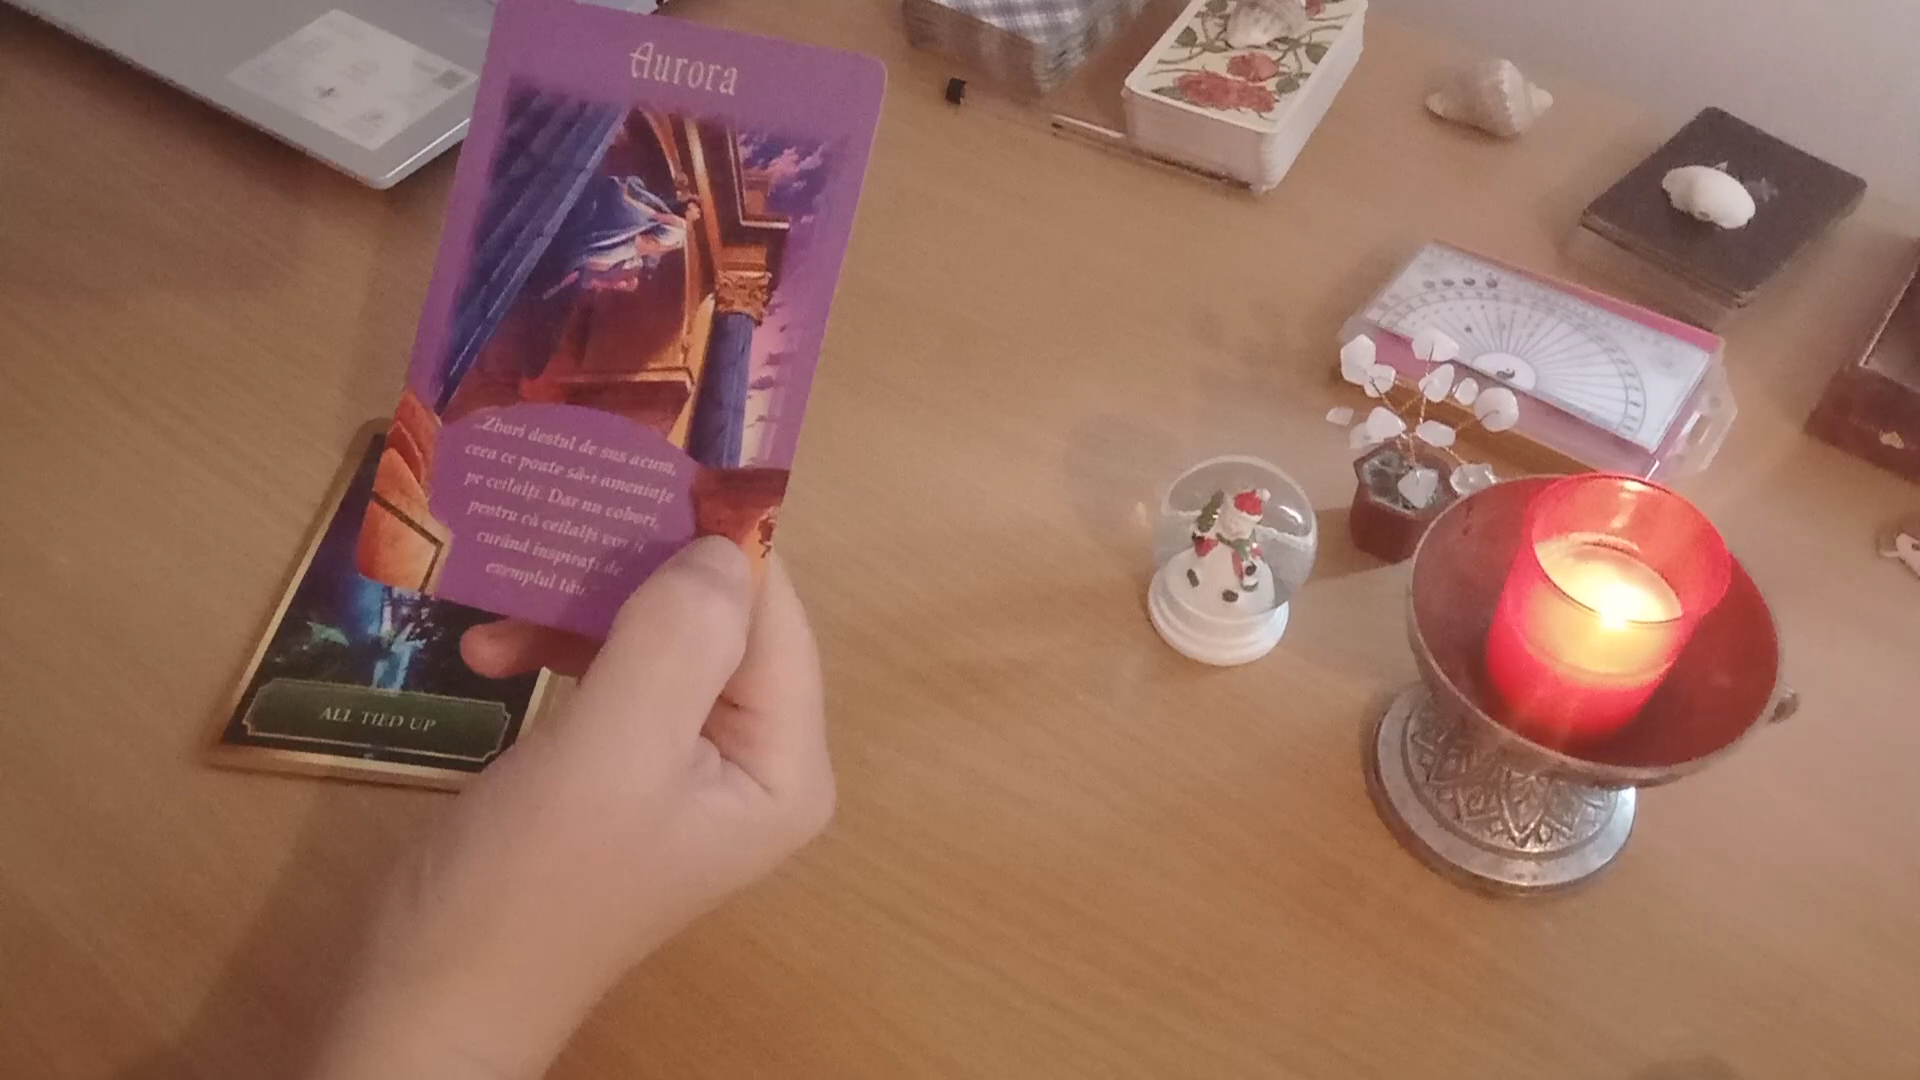 Aurora
„Zbori destul de sus acum,
ceea ce poate să-i amenințe
pe ceilalți. Dar nu coborî,
pentru că ceilalți vor fi
curând inspirați de
exemplul tău.”
ALL TIED UP